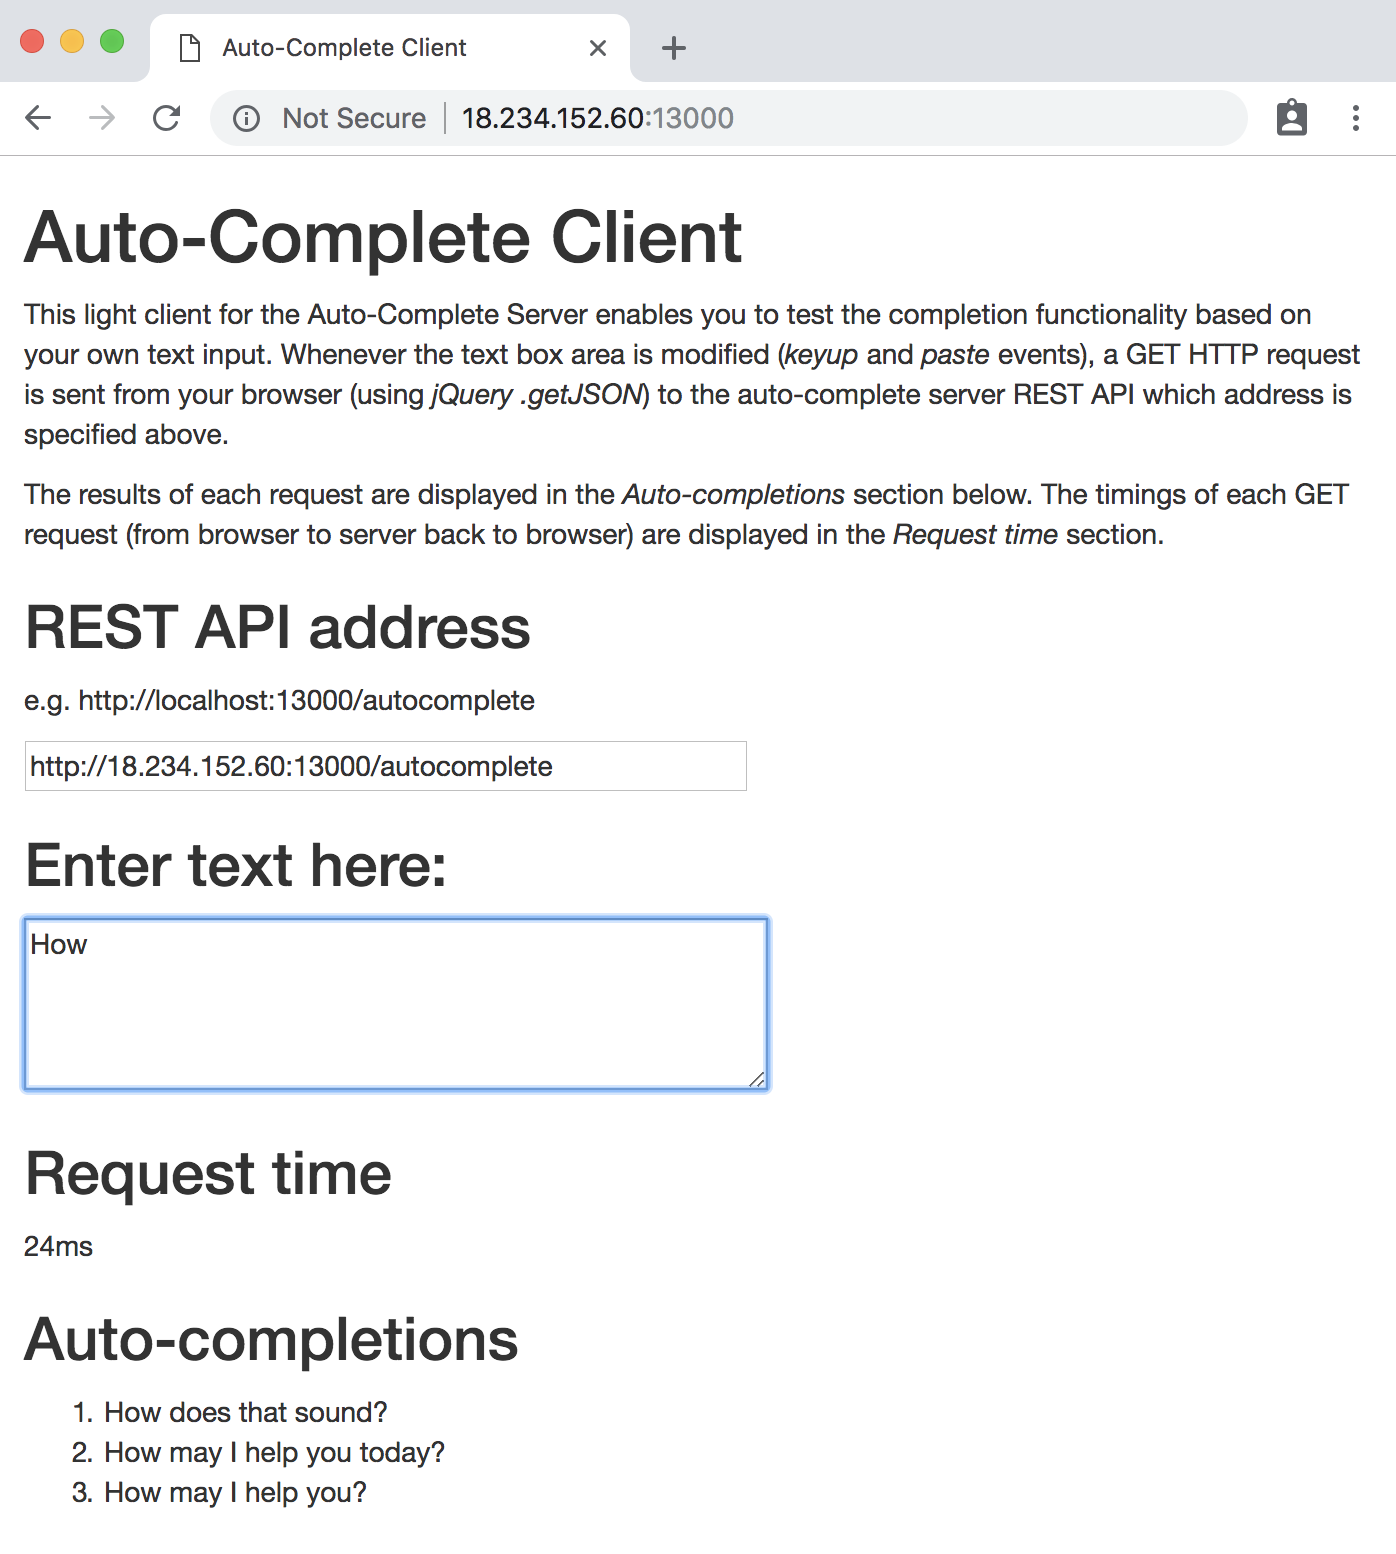 Auto-Complete Client
Not Secure 18.234.152.60:13000
Auto-Complete Client
This light client for the Auto-Complete Server enables you to test the completion functionality based on
your own text input. Whenever the text box area is modified (keyup and paste events), a GET HTTP request
is sent from your browser (using jQuery .getJSON) to the auto-complete server REST API which address is
specified above.
The results of each request are displayed in the Auto-completions section below. The timings of each GET
request (from browser to server back to browser) are displayed in the Request time section.
REST API address
e.g. http://localhost:13000/autocomplete
http://18.234.152.60:13000/autocomplete
Enter text here:
How
Request time
24ms
Auto-completions
1. How does that sound?
2. How may I help you today?
3. How may I help you?